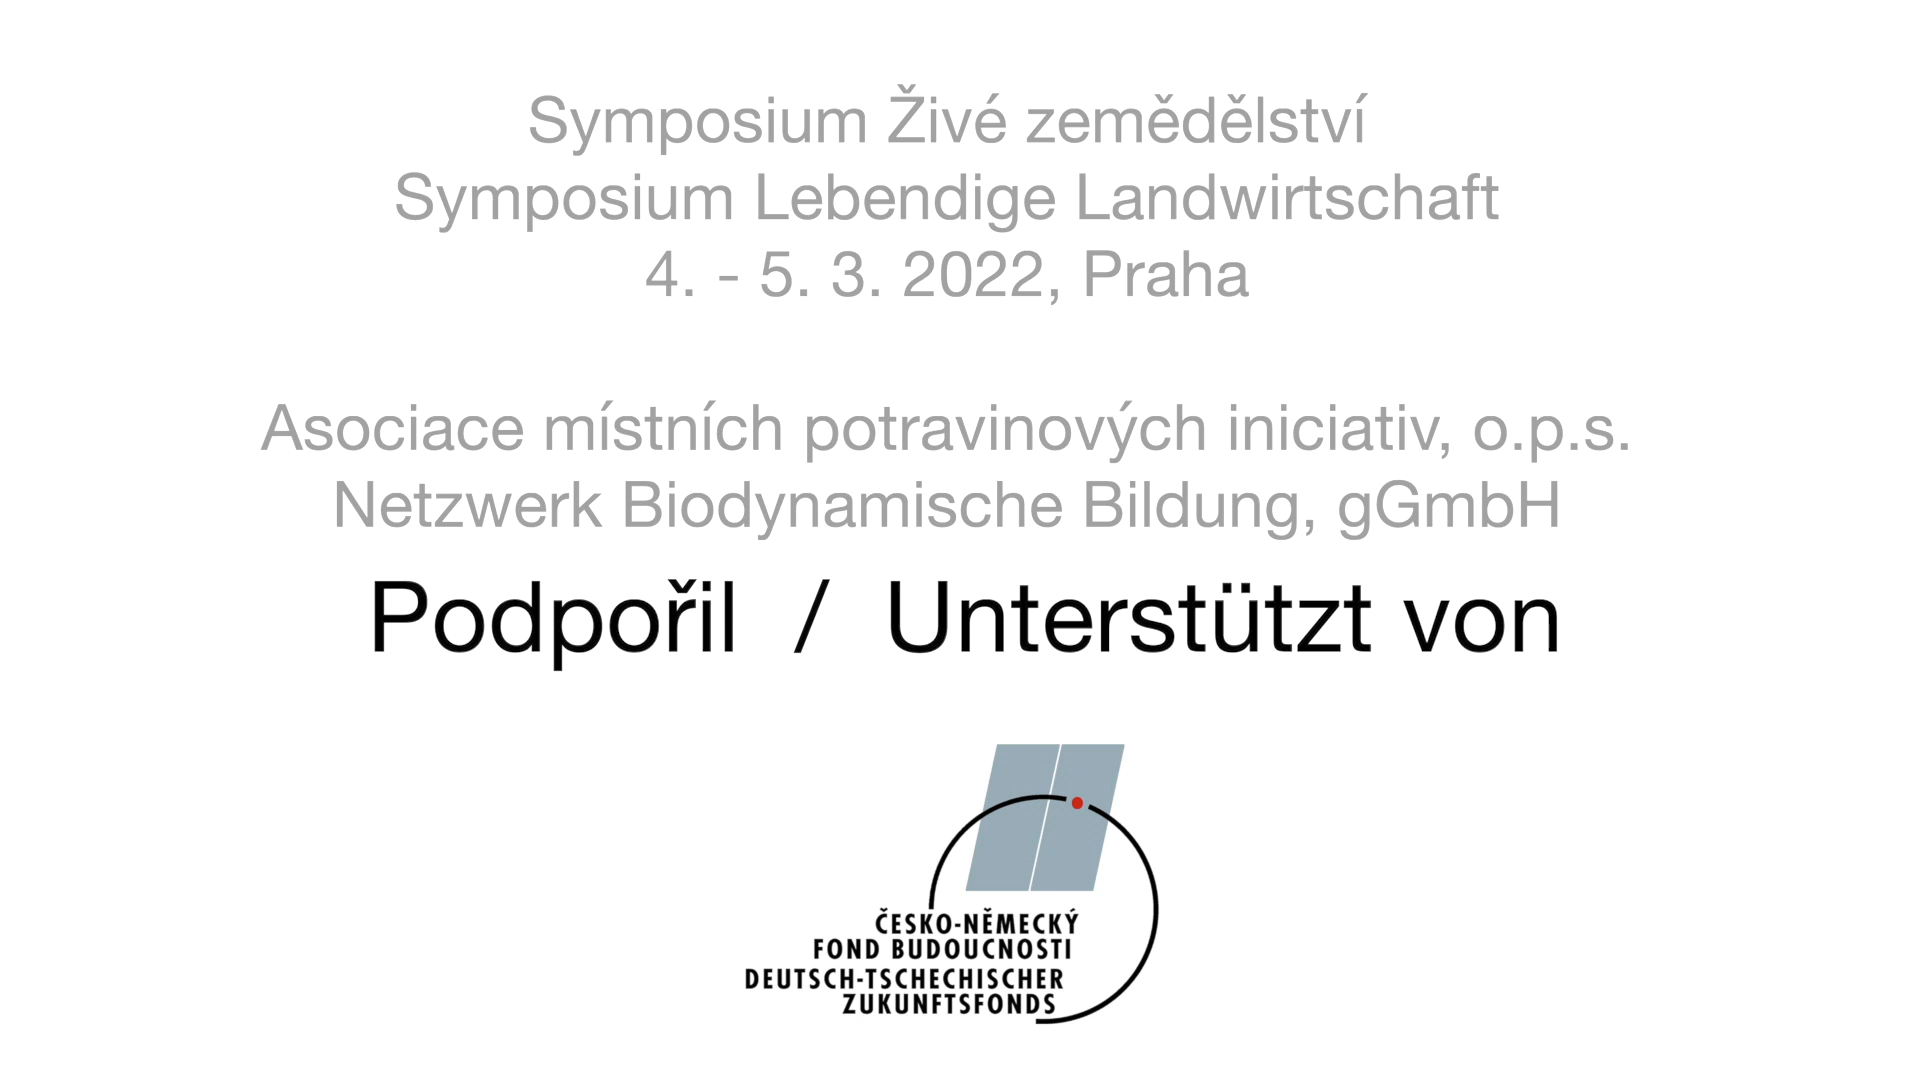 Symposium Živé zemědělství
Symposium Lebendige Landwirtschaft
4. - 5. 3. 2022, Praha
Asociace místních potravinových iniciativ, o.p.s.
Netzwerk Biodynamische Bildung, gGmbH
Podpořil / Unterstützt von
ČESKO-NĚMECKÝ
FOND BUDOUCNOSTI
DEUTSCH-TSCHECHISCHER
ZUKUNFTSFONDS